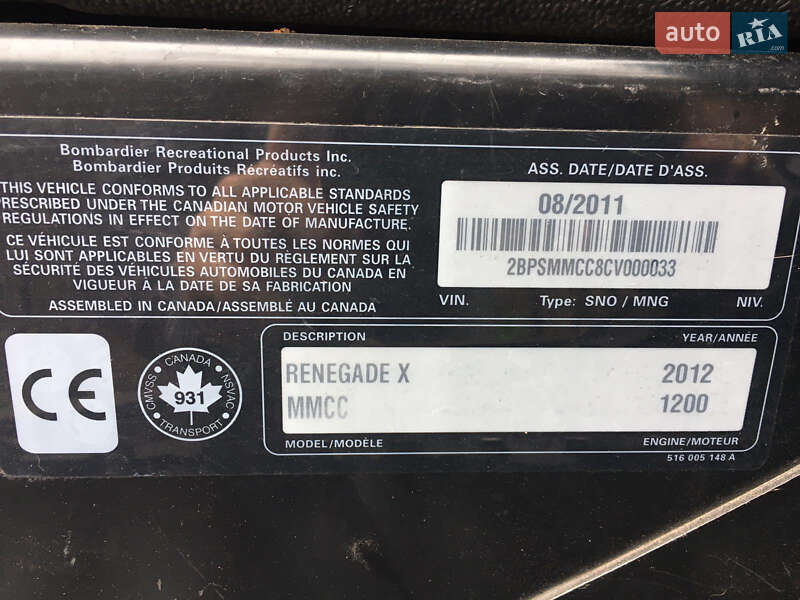 auto RIA.com
Bombardier Recreational Products Inc.
Bombardier Produits Récréatifs inc.
THIS VEHICLE CONFORMS TO ALL APPLICABLE STANDARDS
PRESCRIBED UNDER THE CANADIAN MOTOR VEHICLE SAFETY
REGULATIONS IN EFFECT ON THE DATE OF MANUFACTURE.
CE VÉHICULE EST CONFORME À TOUTES LES NORMES QUI
LUI SONT APPLICABLES EN VERTU DU RÈGLEMENT SUR LA
SÉCURITÉ DES VÉHICULES AUTOMOBILES DU CANADA EN
VIGUEUR À LA DATE DE SA FABRICATION
ASSEMBLED IN CANADA/ASSEMBLÉ AU CANADA
ASS. DATE/DATE D'ASS.
08/2011
2BPSMMCC8CV000033
VIN. Type: SNO / MNG NIV.
CE
CANADA
CMVSS NSVAC
931
TRANSPORT
DESCRIPTION YEAR/ANNÉE
RENEGADE X 2012
MMCC 1200
MODEL/MODÈLE ENGINE/MOTEUR
516 005 148 A